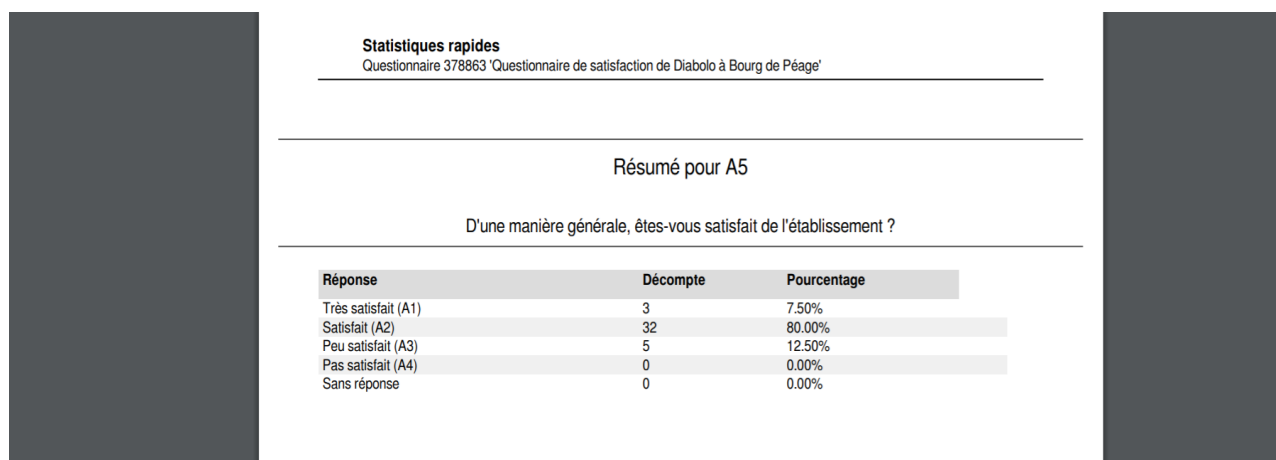 Statistiques rapides
Questionnaire 378863 'Questionnaire de satisfaction de Diabolo à Bourg de Péage'
Résumé pour A5
D'une manière générale, êtes-vous satisfait de l'établissement ?
Réponse Décompte Pourcentage
Très satisfait (A1) 3 7.50%
Satisfait (A2) 32 80.00%
Peu satisfait (A3) 5 12.50%
Pas satisfait (A4) 0 0.00%
Sans réponse 0 0.00%